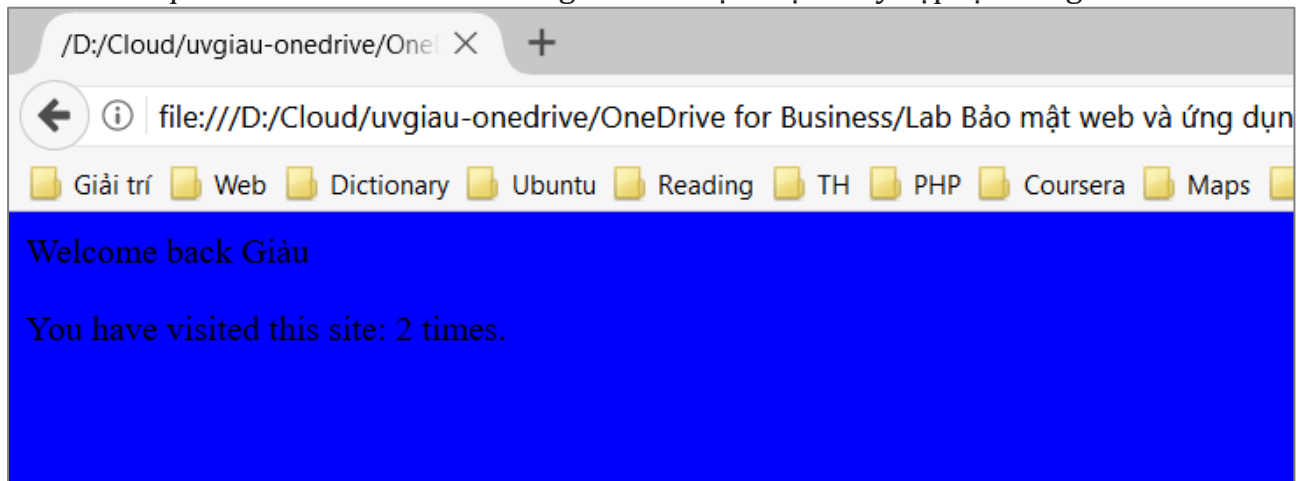 /D:/Cloud/uvgiau-onedrive/One
file:///D:/Cloud/uvgiau-onedrive/OneDrive for Business/Lab Bảo mật web và ứng dụn
Giải trí Web Dictionary Ubuntu Reading TH PHP Coursera Maps
Welcome back Giàu
You have visited this site: 2 times.